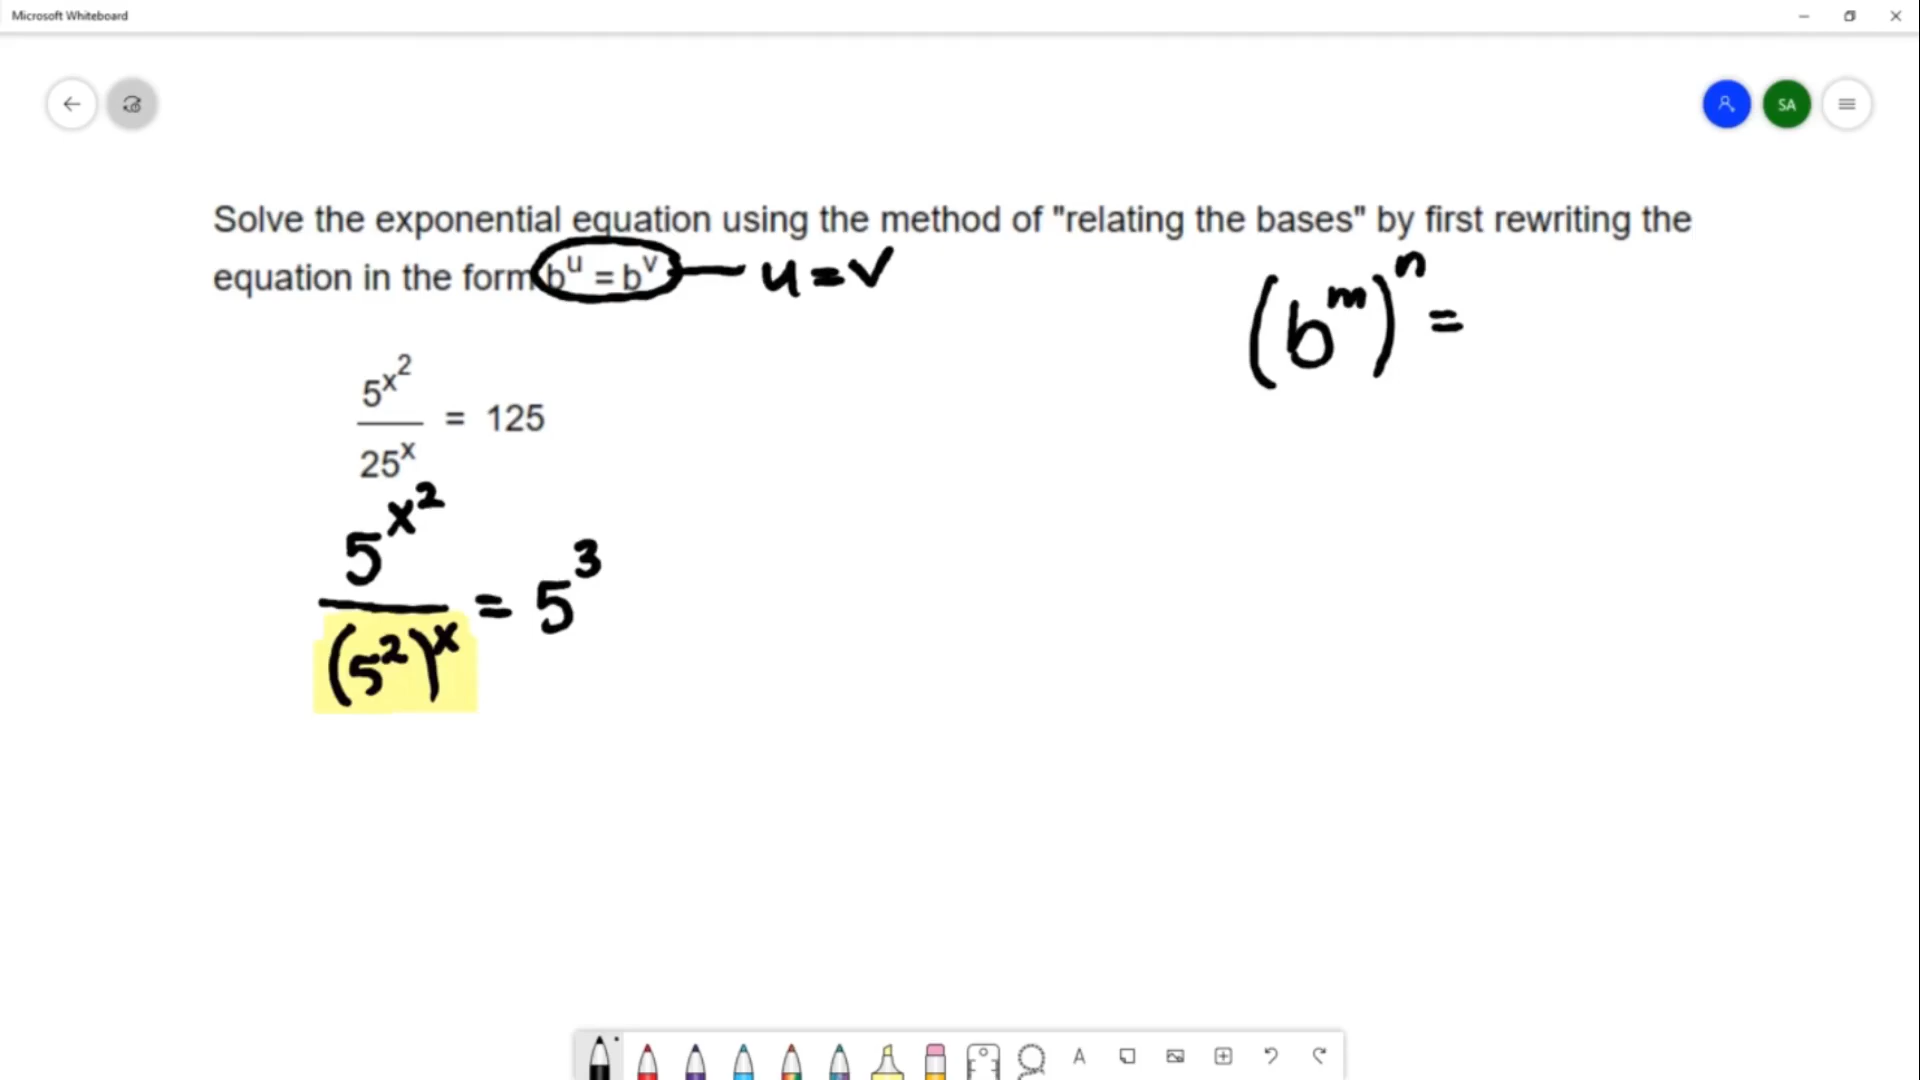 Microsoft Whiteboard
SA
Solve the exponential equation using the method of "relating the bases" by first rewriting the
equation in the form b^u = b^v — u = v
(b^m)^n =
5^x^2 / 25^x = 125
5^x^2 / (5^2)^x = 5^3
A